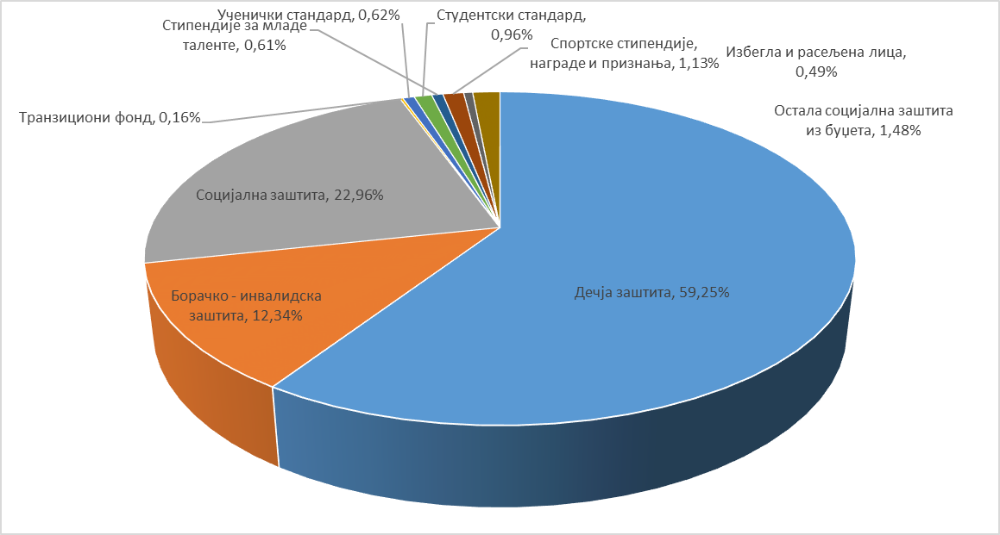 Ученички стандард, 0,62%
Стипендије за младе
таленте, 0,61%
Студентски стандард,
0,96%
Спортске стипендије,
награде и признања, 1,13%
Избегла и расељена лица,
0,49%
Остала социјална заштита
из буџета, 1,48%
Транзициони фонд, 0,16%
Социјална заштита, 22,96%
Борачко - инвалидска
заштита, 12,34%
Дечја заштита, 59,25%